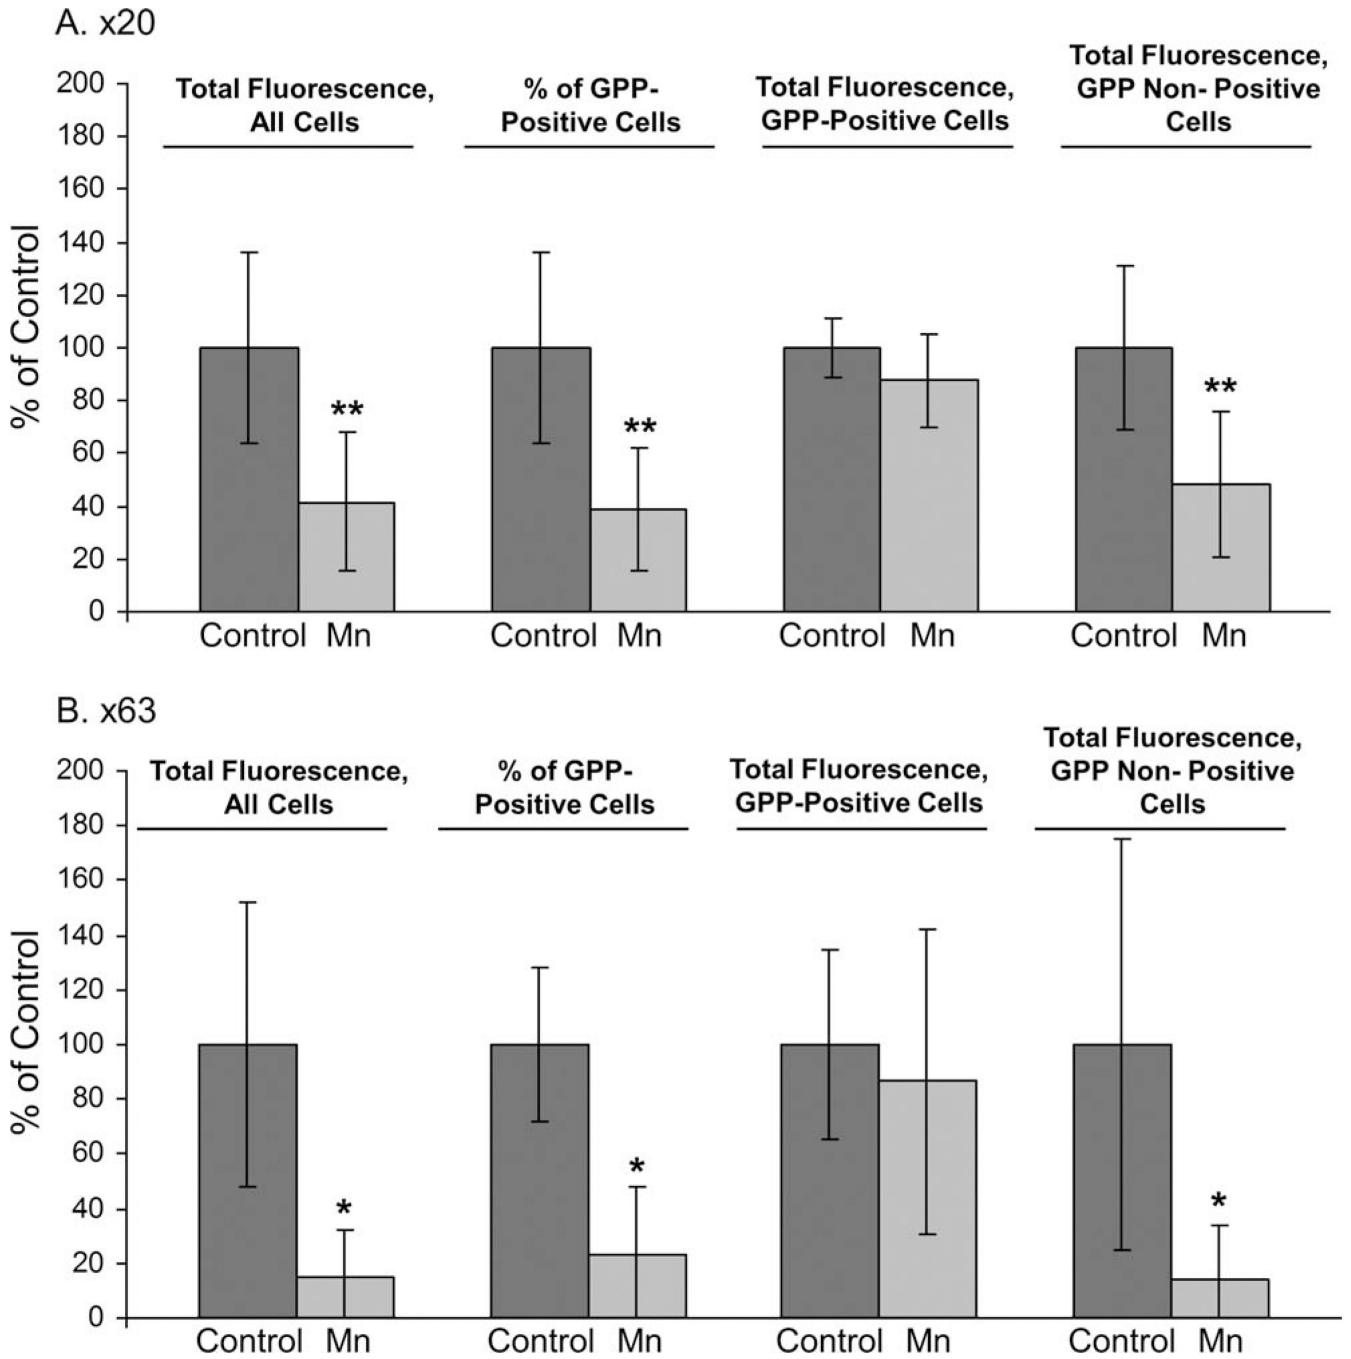 A. x20
Total Fluorescence,
All Cells
% of GPP-
Positive Cells
Total Fluorescence,
GPP-Positive Cells
Total Fluorescence,
GPP Non- Positive
Cells
% of Control
200
180
160
140
120
100
80
60
40
20
0
**
**
**
Control Mn
Control Mn
Control Mn
Control Mn
B. x63
Total Fluorescence,
All Cells
% of GPP-
Positive Cells
Total Fluorescence,
GPP-Positive Cells
Total Fluorescence,
GPP Non- Positive
Cells
% of Control
200
180
160
140
120
100
80
60
40
20
0
*
*
*
Control Mn
Control Mn
Control Mn
Control Mn